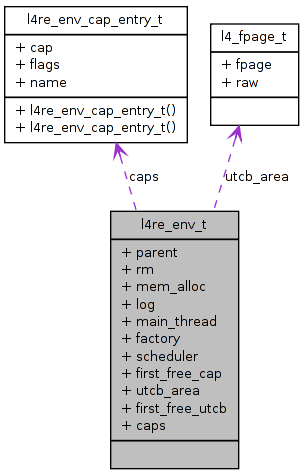 l4re_env_cap_entry_t
+ cap
+ flags
+ name
+ l4re_env_cap_entry_t()
+ l4re_env_cap_entry_t()
l4_fpage_t
+ fpage
+ raw
caps
utcb_area
l4re_env_t
+ parent
+ rm
+ mem_alloc
+ log
+ main_thread
+ factory
+ scheduler
+ first_free_cap
+ utcb_area
+ first_free_utcb
+ caps